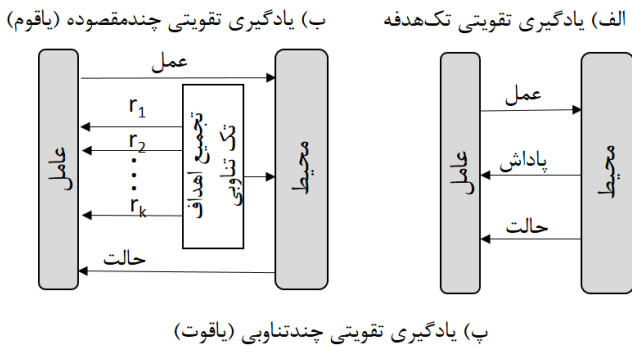 الف) یادگیری تقویتی تک‌هدفه
عمل
پاداش
حالت
محیط
عامل
ب) یادگیری تقویتی چندمقصوده (یاقوم)
عمل
r1
r2
rk
حالت
تجمیع اهداف
تک تناوبی
محیط
عامل
پ) یادگیری تقویتی چندتناوبی (یاقوت)